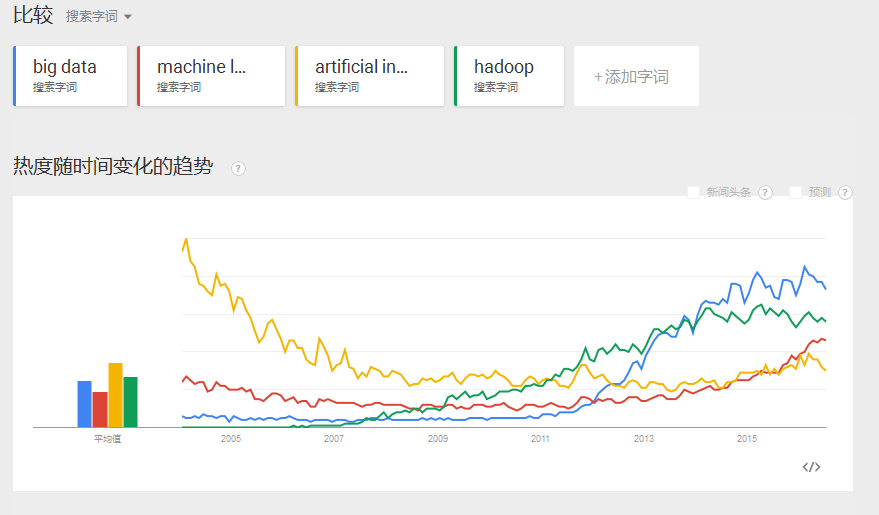 比较 搜索字词
big data machine l... artificial in... hadoop +添加字词
搜索字词 搜索字词 搜索字词 搜索字词
热度随时间变化的趋势 ?
新闻头条 ? 预测 ?
平均值 2005 2007 2009 2011 2013 2015
</>